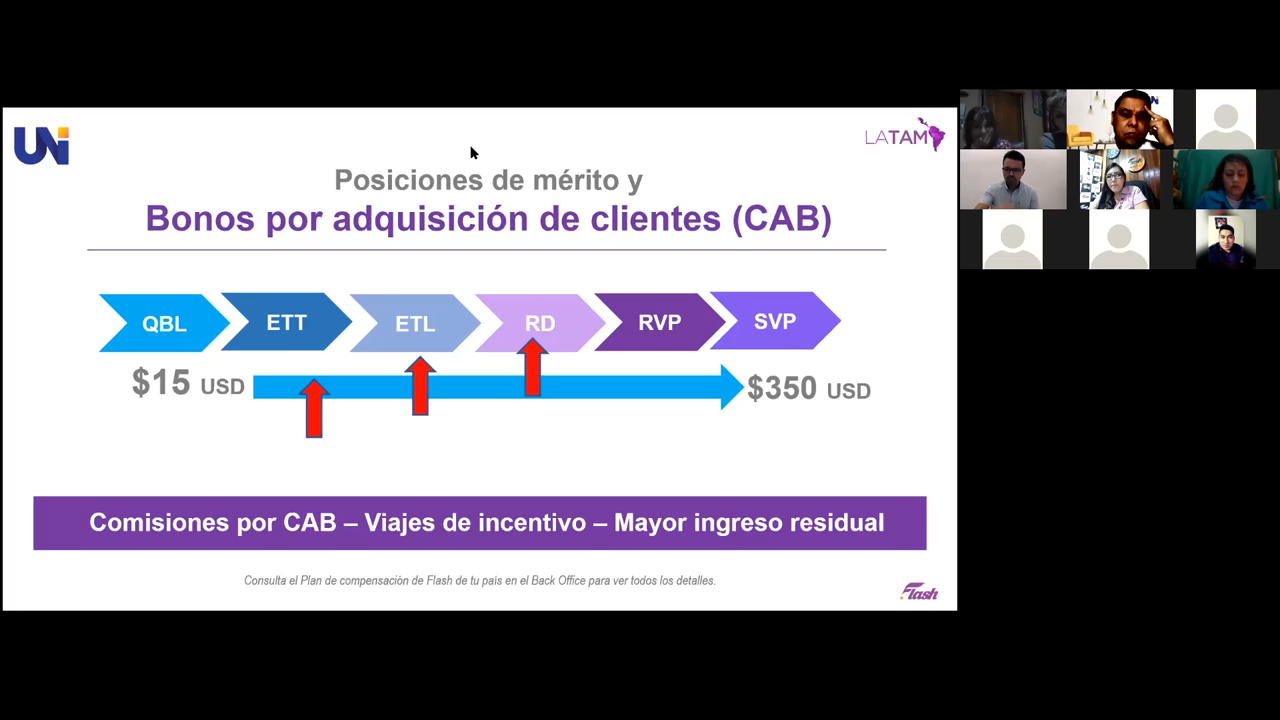 UNi
LATAM
Posiciones de mérito y
Bonos por adquisición de clientes (CAB)
QBL
ETT
ETL
RD
RVP
SVP
$15 USD
$350 USD
Comisiones por CAB – Viajes de incentivo – Mayor ingreso residual
Consulta el Plan de compensación de Flash de tu pais en el Back Office para ver todos los detalles.
Flash